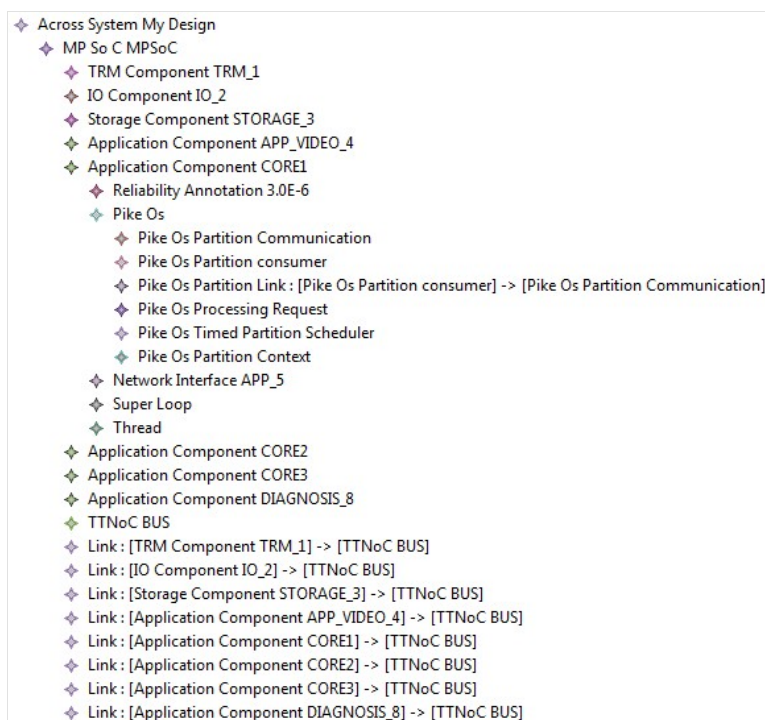 Across System My Design
MP So C MPSoC
TRM Component TRM_1
IO Component IO_2
Storage Component STORAGE_3
Application Component APP_VIDEO_4
Application Component CORE1
Reliability Annotation 3.0E-6
Pike Os
Pike Os Partition Communication
Pike Os Partition consumer
Pike Os Partition Link : [Pike Os Partition consumer] -> [Pike Os Partition Communication]
Pike Os Processing Request
Pike Os Timed Partition Scheduler
Pike Os Partition Context
Network Interface APP_5
Super Loop
Thread
Application Component CORE2
Application Component CORE3
Application Component DIAGNOSIS_8
TTNoC BUS
Link : [TRM Component TRM_1] -> [TTNoC BUS]
Link : [IO Component IO_2] -> [TTNoC BUS]
Link : [Storage Component STORAGE_3] -> [TTNoC BUS]
Link : [Application Component APP_VIDEO_4] -> [TTNoC BUS]
Link : [Application Component CORE1] -> [TTNoC BUS]
Link : [Application Component CORE2] -> [TTNoC BUS]
Link : [Application Component CORE3] -> [TTNoC BUS]
Link : [Application Component DIAGNOSIS_8] -> [TTNoC BUS]